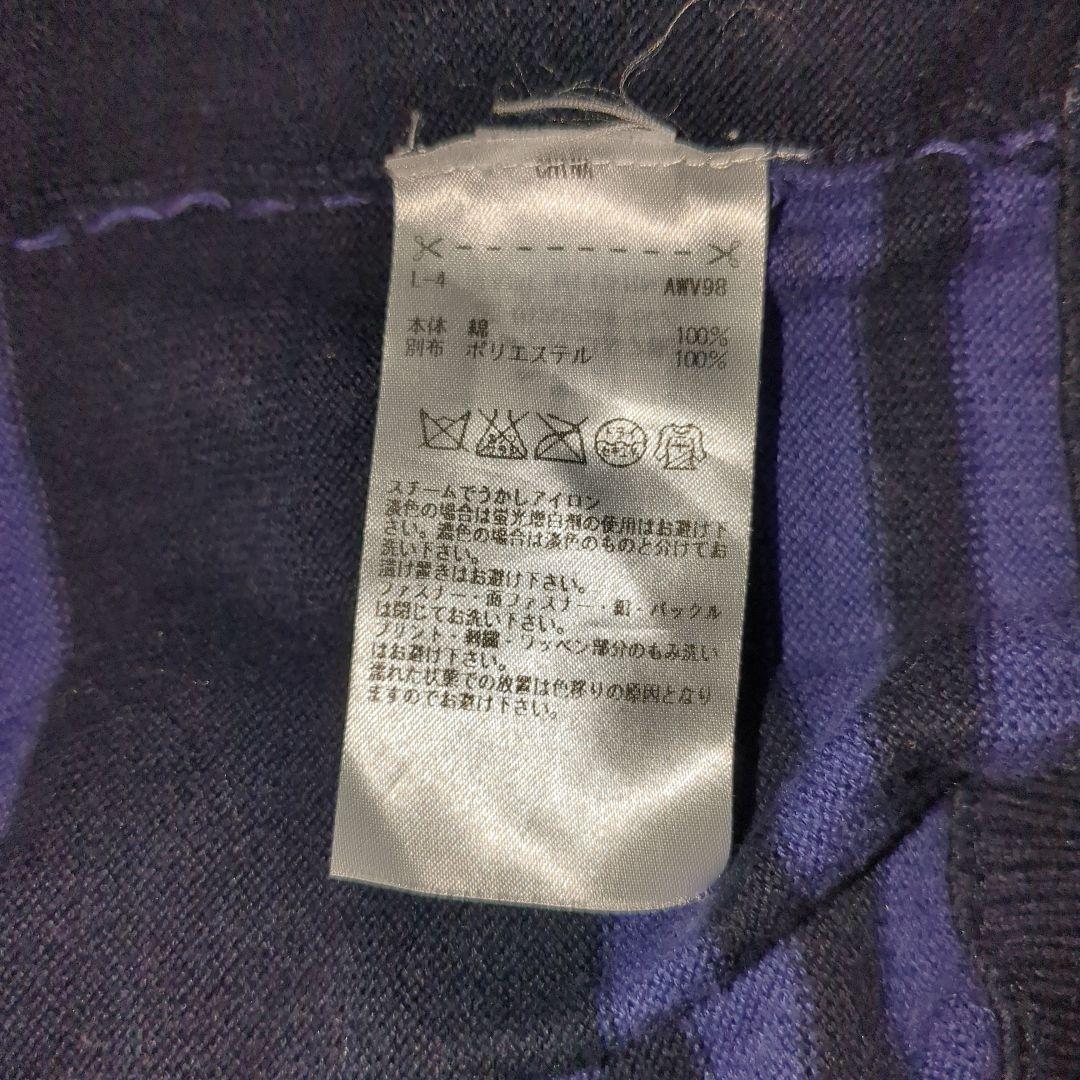 CHINA
L-4 AWV98
本体 綿 100%
別布 ポリエステル 100%
スチームでうかしアイロン
淡色の場合は蛍光増白剤の使用はお避け下
さい。濃色の場合は淡色のものと分けてお
洗い下さい。
漬け置きはお避け下さい。
ファスナー・面ファスナー・紐・バックル
は閉じてお洗い下さい。
プリント・刺繍・ワッペン部分のもみ洗い
はお避け下さい。
濡れた状態での放置は色移りの原因となり
ますのでお避け下さい。